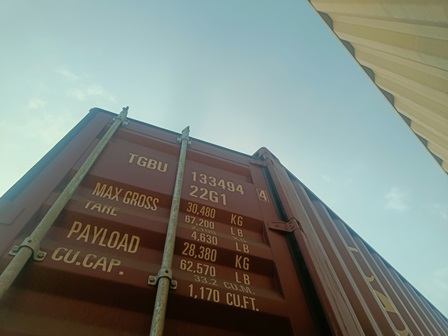 TGBU 133494 4
22G1
MAX GROSS 30,480 KG
67,200 LB
TARE
4,630 LB
PAYLOAD 28,380 KG
62,570 LB
CU.CAP. 33.2 CU.M.
1,170 CU.FT.